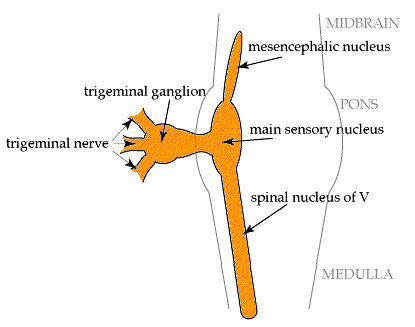 MIDBRAIN
mesencephalic nucleus
trigeminal ganglion
PONS
trigeminal nerve
main sensory nucleus
spinal nucleus of V
MEDULLA